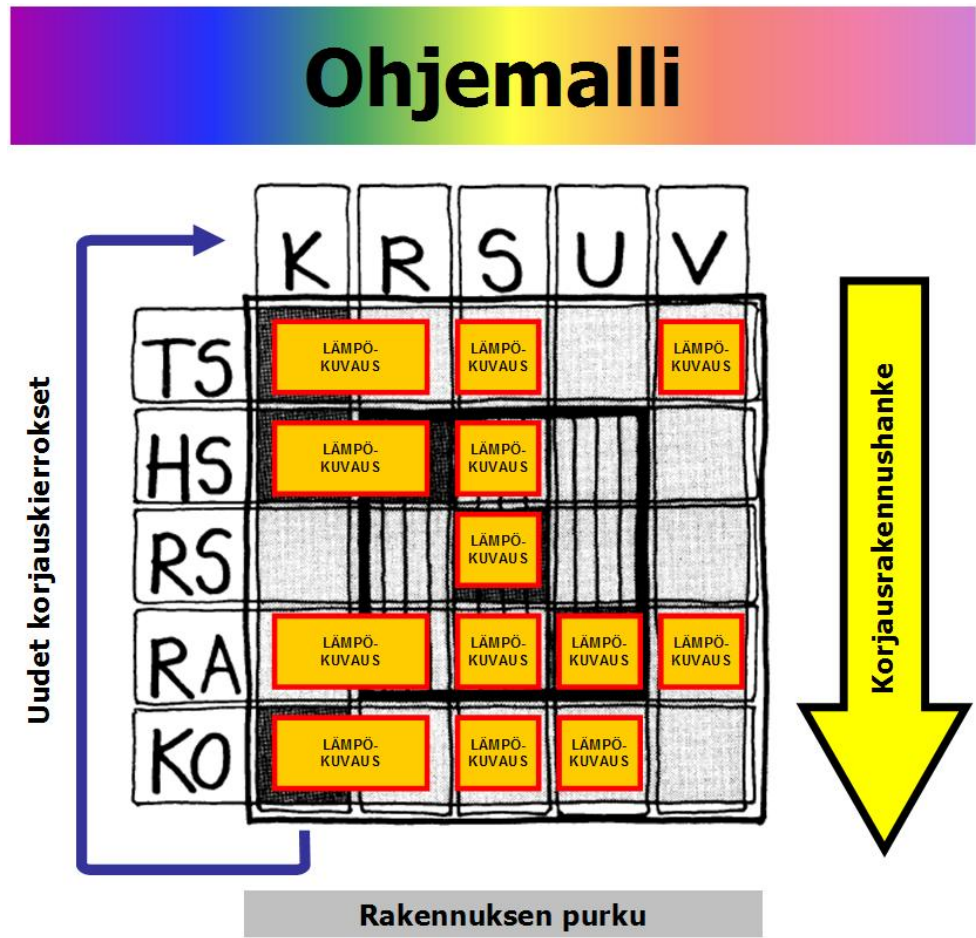 Ohjemalli
K R S U V
TS
LÄMPÖ-
KUVAUS
LÄMPÖ-
KUVAUS
LÄMPÖ-
KUVAUS
HS
LÄMPÖ-
KUVAUS
LÄMPÖ-
KUVAUS
RS
LÄMPÖ-
KUVAUS
RA
LÄMPÖ-
KUVAUS
LÄMPÖ-
KUVAUS
LÄMPÖ-
KUVAUS
LÄMPÖ-
KUVAUS
KO
LÄMPÖ-
KUVAUS
LÄMPÖ-
KUVAUS
LÄMPÖ-
KUVAUS
Uudet korjauskierrokset
Korjausrakennushanke
Rakennuksen purku